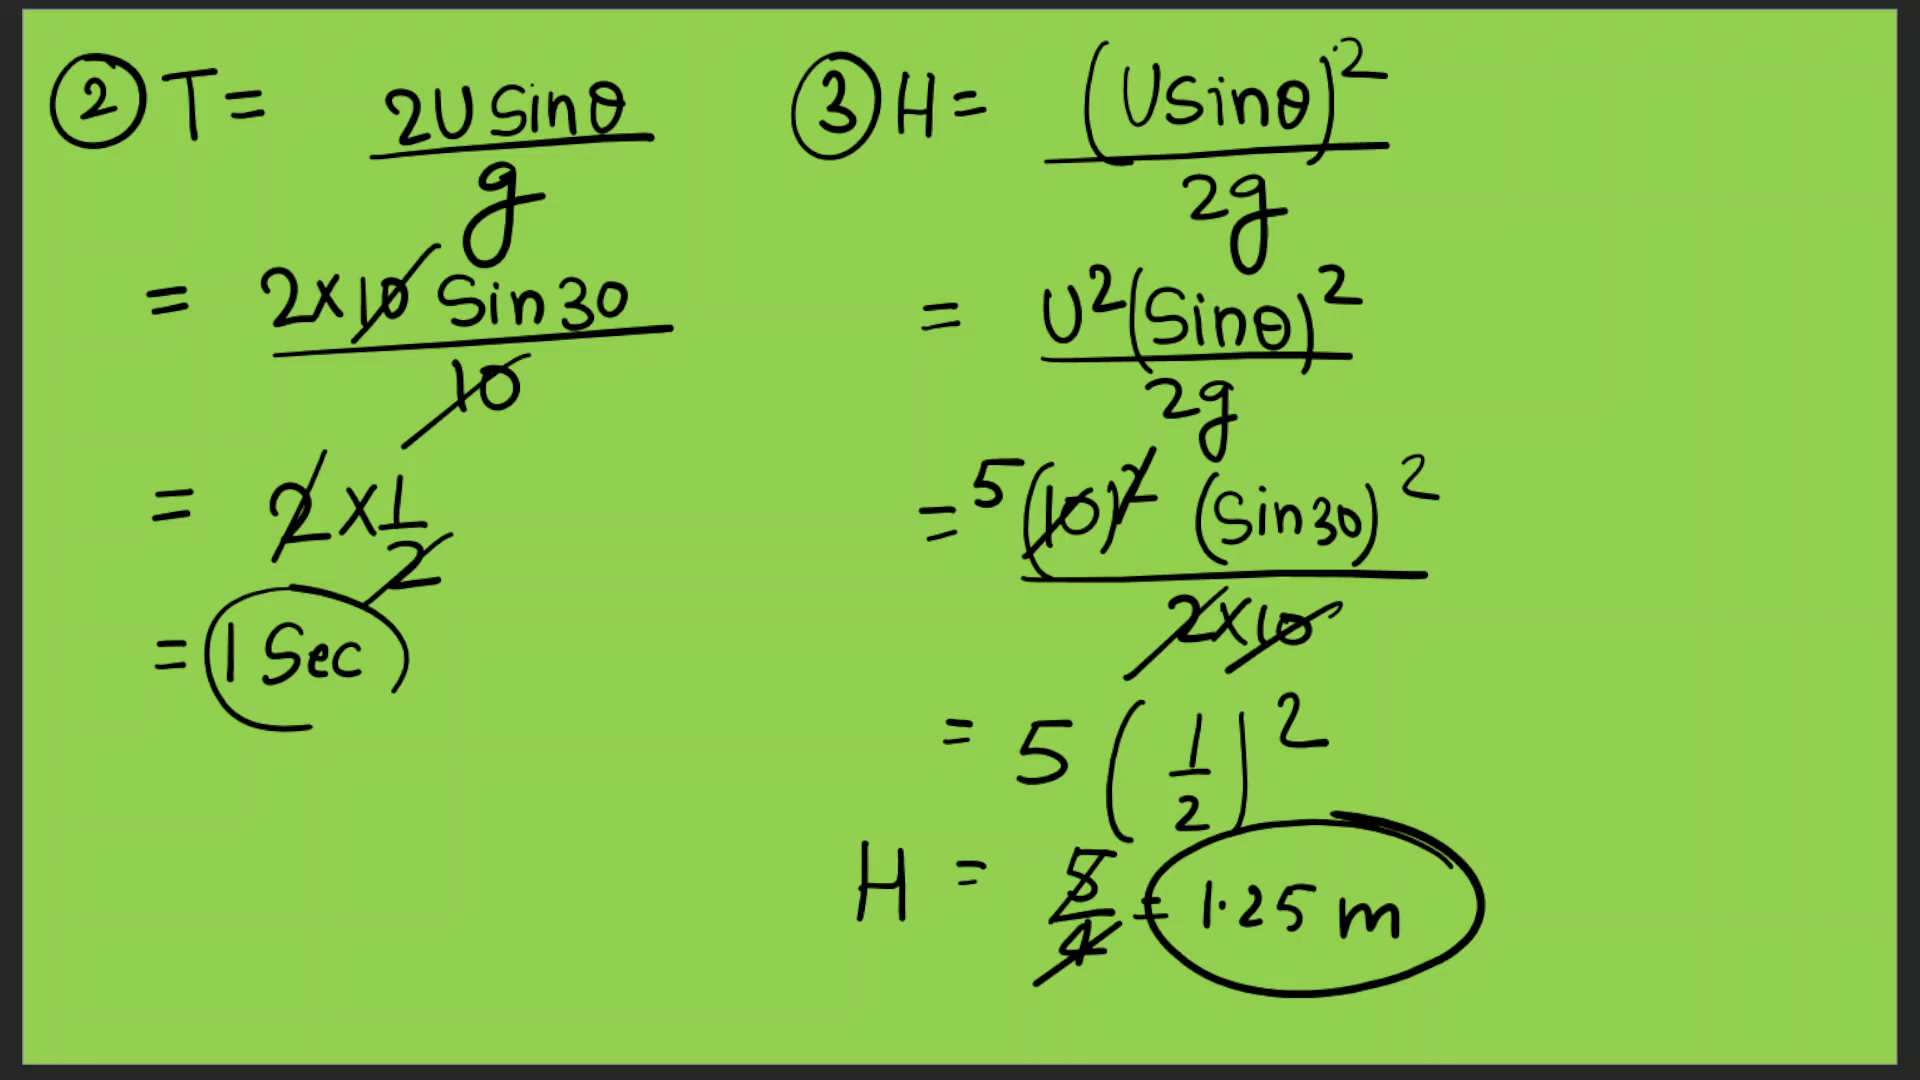 ② T = 2U Sinθ / g
= 2×10 Sin30 / 10
= 2 × 1/2
= 1 Sec
③ H = (USinθ)² / 2g
= U²(Sinθ)² / 2g
= 5 (10)² (Sin30)² / 2×10
= 5 (1/2)²
H = 5/4 = 1.25 m